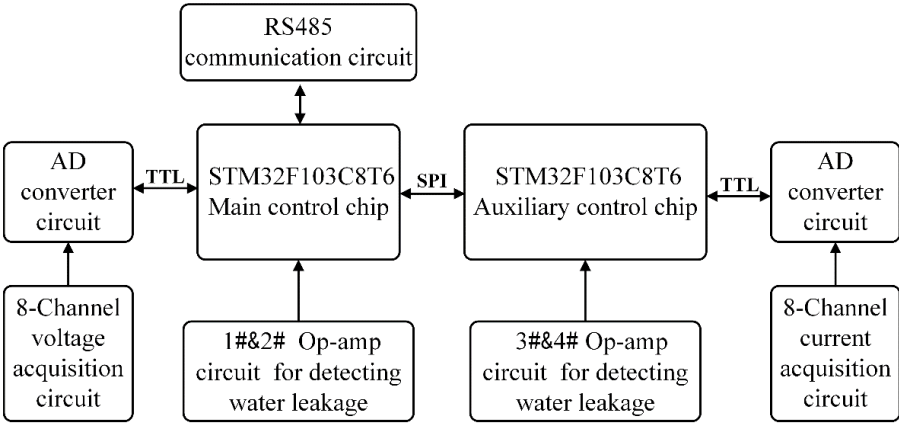 RS485
communication circuit
AD
converter
circuit
TTL
STM32F103C8T6
Main control chip
SPI
STM32F103C8T6
Auxiliary control chip
TTL
AD
converter
circuit
8-Channel
voltage
acquisition
circuit
1#&2# Op-amp
circuit for detecting
water leakage
3#&4# Op-amp
circuit for detecting
water leakage
8-Channel
current
acquisition
circuit